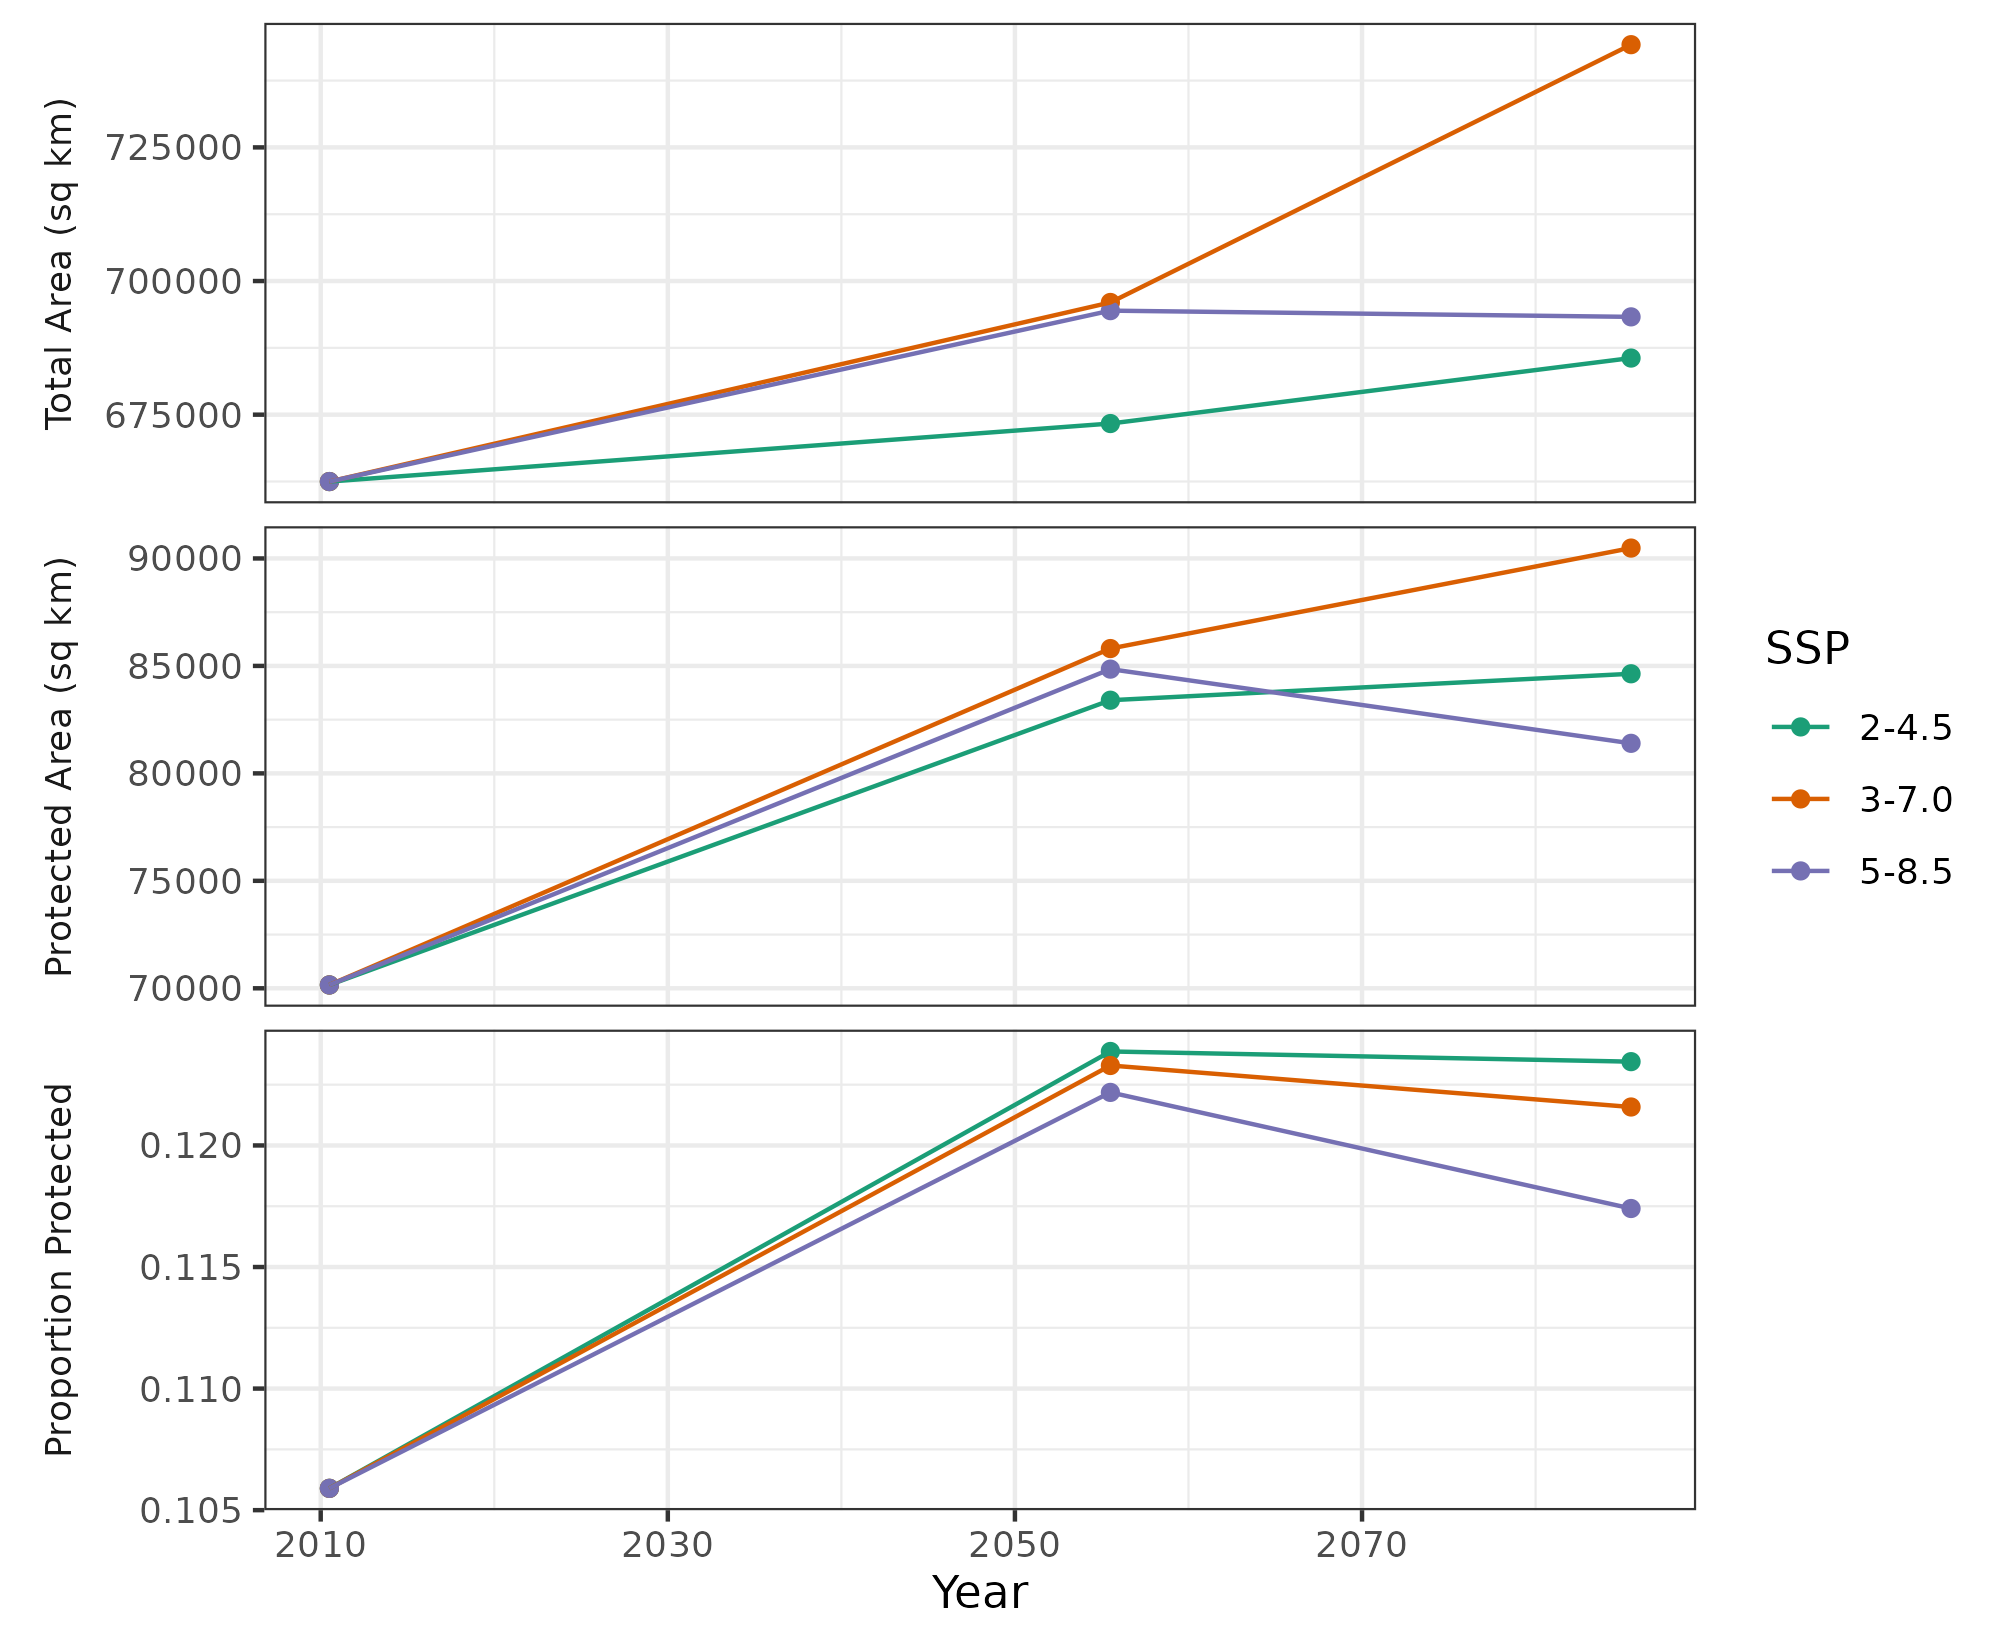 Total Area (sq km)
725000
700000
675000
Protected Area (sq km)
90000
85000
80000
75000
70000
Proportion Protected
0.120
0.115
0.110
0.105
2010 2030 2050 2070
Year
SSP
2-4.5
3-7.0
5-8.5